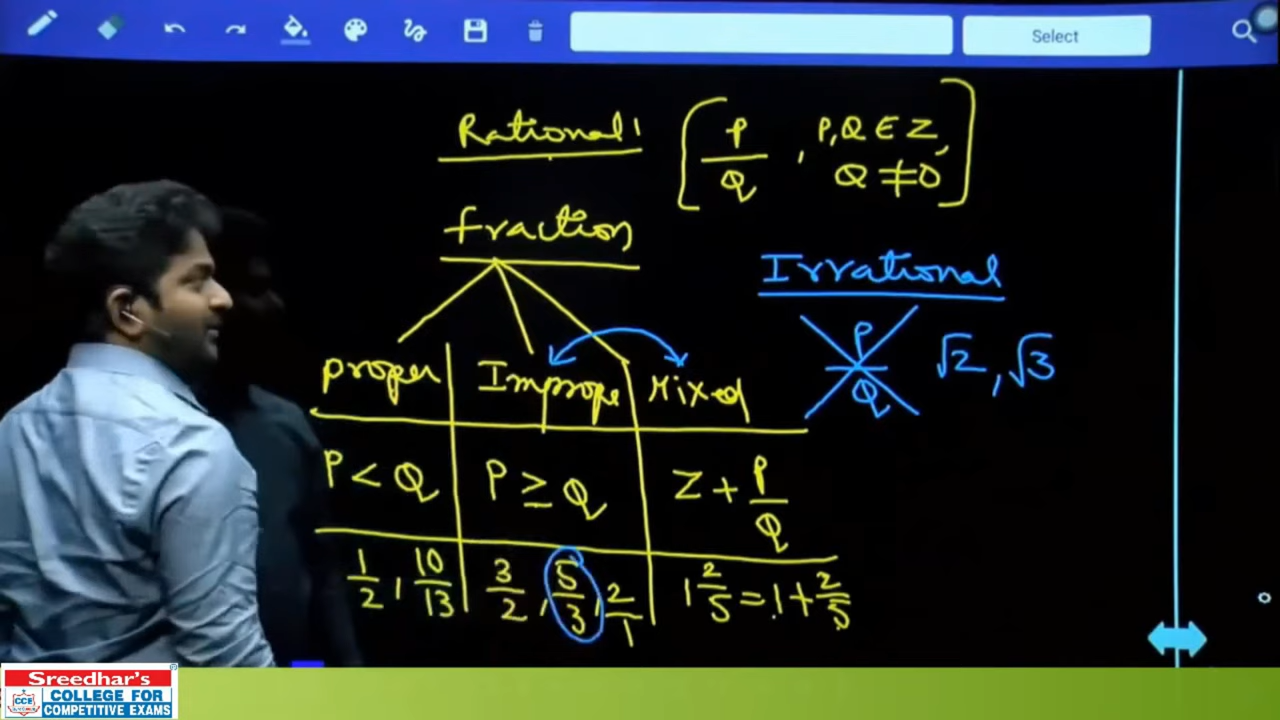 Select
Rational! [P/Q, P,Q ∈ Z, Q ≠ 0]
fraction
Irrational
P/Q √2, √3
proper Imprope Mixed
P < Q P ≥ Q Z + P/Q
1/2, 10/13 3/2, 5/3, 2/1 1 2/5 = 1 + 2/5
Sreedhar's
CCE
COLLEGE FOR
COMPETITIVE EXAMS